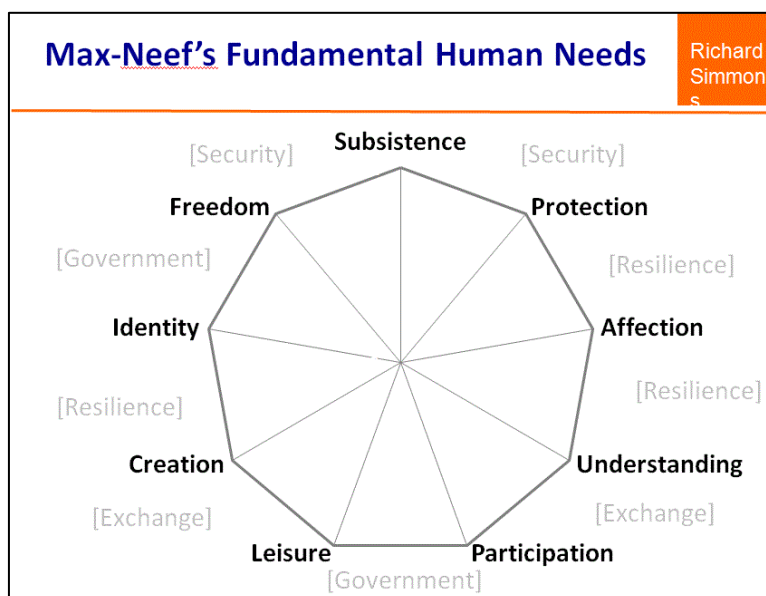 Max-Neef's Fundamental Human Needs
Richard
Simmon
s
Subsistence
[Security]
[Security]
Freedom
Protection
[Government]
[Resilience]
Identity
Affection
[Resilience]
[Resilience]
Creation
Understanding
[Exchange]
[Exchange]
Leisure
Participation
[Government]